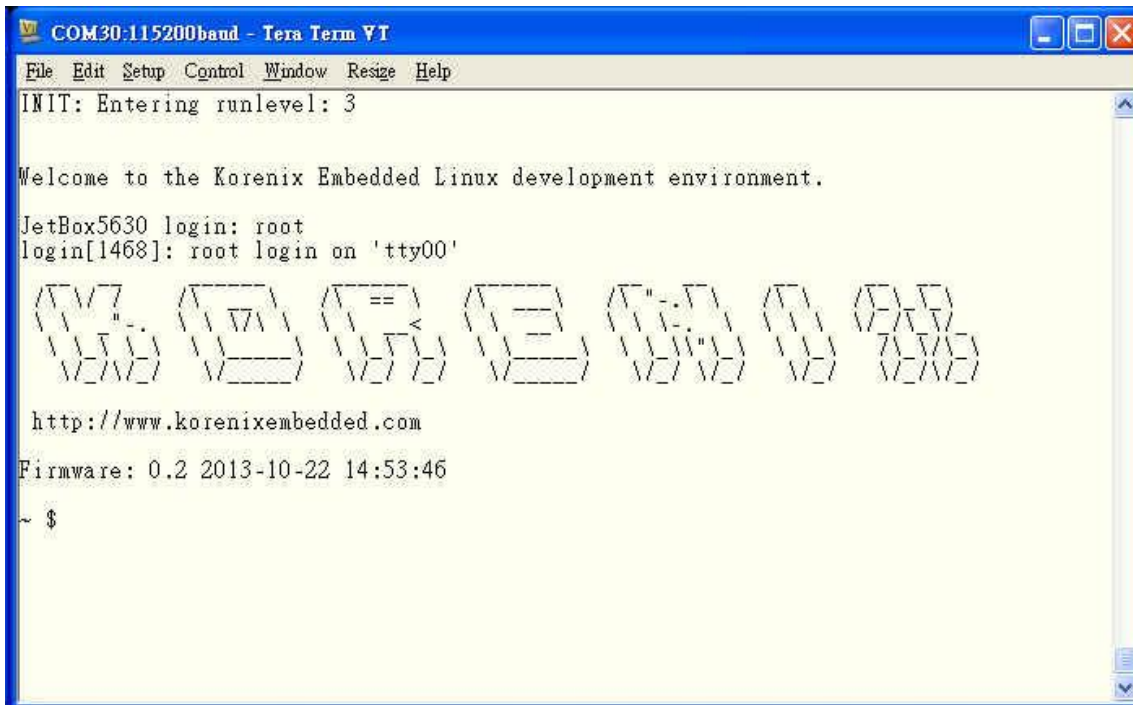 COM30:115200baud - Tera Term VT
File Edit Setup Control Window Resize Help
INIT: Entering runlevel: 3
Welcome to the Korenix Embedded Linux development environment.
JetBox5630 login: root
login[1468]: root login on 'tty00'
KORENIX
http://www.korenixembedded.com
Firmware: 0.2 2013-10-22 14:53:46
~ $